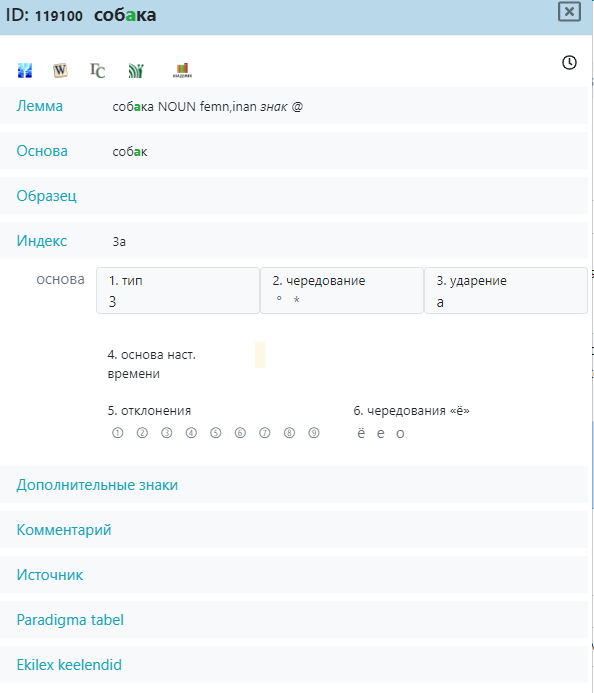 ID: 119100 собака
W ГС АКАДЕМИК
Лемма собака NOUN femn,inan знак @
Основа собак
Образец
Индекс 3а
основа 1. тип 2. чередование 3. ударение
3 ° * а
4. основа наст.
времени
5. отклонения 6. чередования «ё»
① ② ③ ④ ⑤ ⑥ ⑦ ⑧ ⑨ ё е о
Дополнительные знаки
Комментарий
Источник
Paradigma tabel
Ekilex keelendid